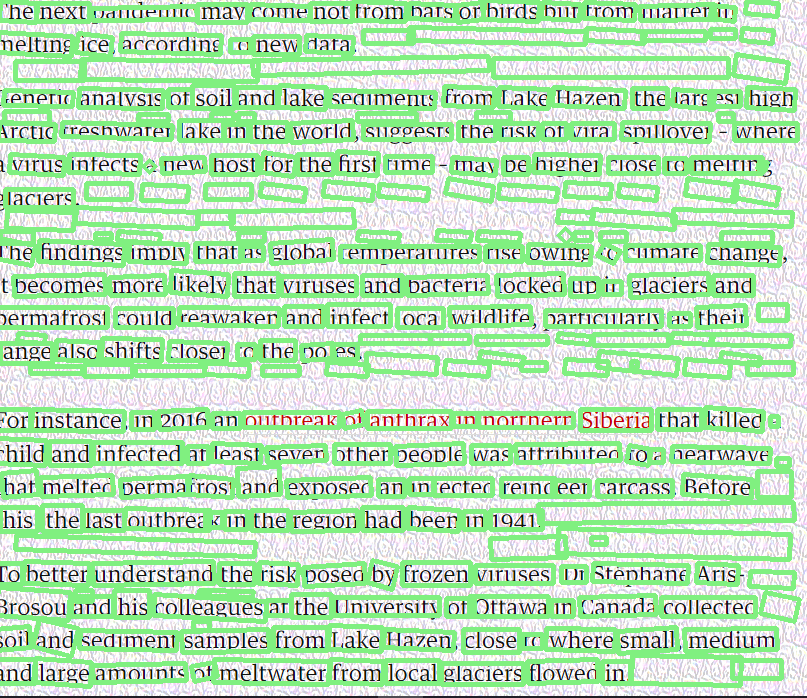 The next pandemic may come not from bats or birds but from matter in
melting ice, according to new data.
Genetic analysis of soil and lake sediments from Lake Hazen, the largest high
Arctic freshwater lake in the world, suggests the risk of viral spillover – where
a virus infects a new host for the first time – may be higher close to melting
glaciers.
The findings imply that as global temperatures rise owing to climate change,
it becomes more likely that viruses and bacteria locked up in glaciers and
permafrost could reawaken and infect local wildlife, particularly as their
range also shifts closer to the poles.
For instance, in 2016 an outbreak of anthrax in northern Siberia that killed a
child and infected at least seven other people was attributed to a heatwave
that melted permafrost and exposed an infected reindeer carcass. Before
this, the last outbreak in the region had been in 1941.
To better understand the risk posed by frozen viruses, Dr Stéphane Aris-
Brosou and his colleagues at the University of Ottawa in Canada collected
soil and sediment samples from Lake Hazen, close to where small, medium
and large amounts of meltwater from local glaciers flowed in.